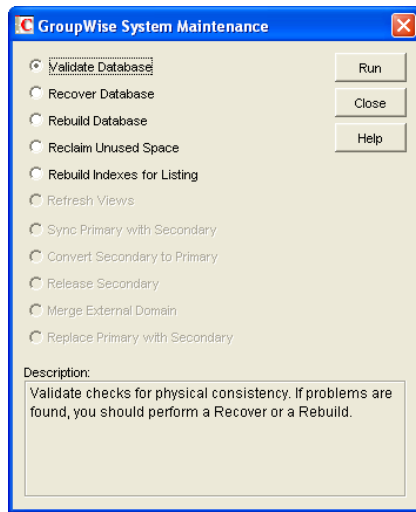 GroupWise System Maintenance
Validate Database
Run
Recover Database
Close
Rebuild Database
Help
Reclaim Unused Space
Rebuild Indexes for Listing
Refresh Views
Sync Primary with Secondary
Convert Secondary to Primary
Release Secondary
Merge External Domain
Replace Primary with Secondary
Description:
Validate checks for physical consistency. If problems are
found, you should perform a Recover or a Rebuild.